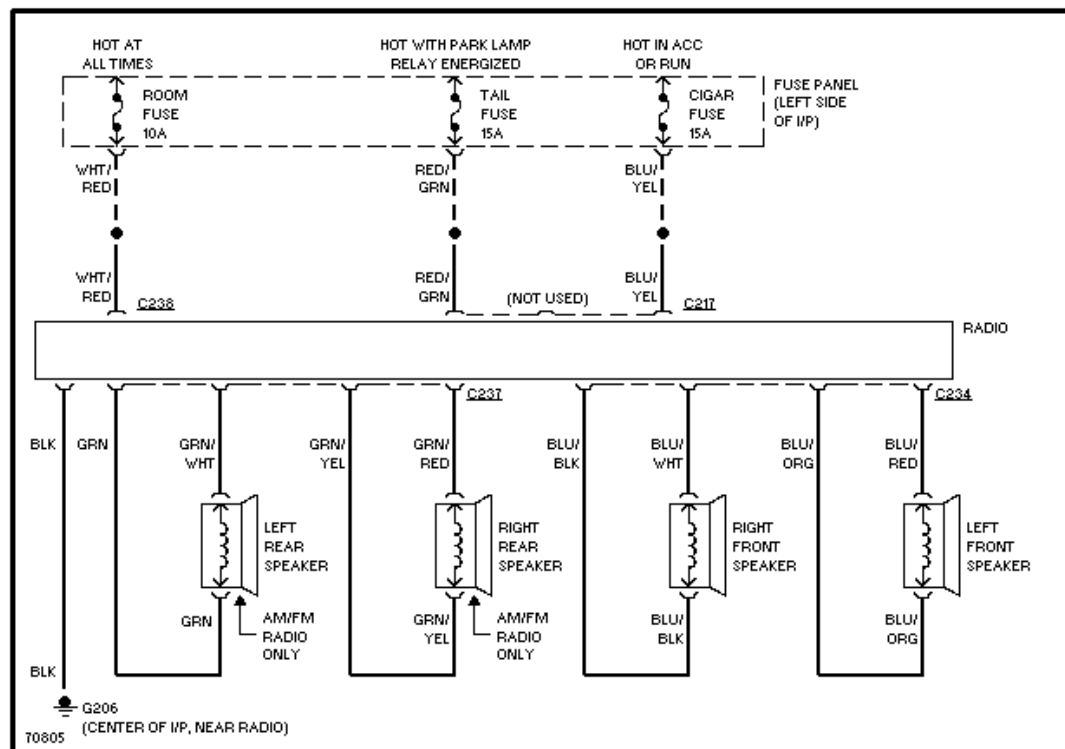 HOT AT
ALL TIMES
HOT WITH PARK LAMP
RELAY ENERGIZED
HOT IN ACC
OR RUN
ROOM
FUSE
10A
TAIL
FUSE
15A
CIGAR
FUSE
15A
FUSE PANEL
(LEFT SIDE
OF I/P)
WHT/
RED
RED/
GRN
BLU/
YEL
WHT/
RED
C238
RED/
GRN
(NOT USED)
BLU/
YEL
C217
RADIO
C237
C234
BLK
GRN
GRN/
WHT
GRN/
YEL
GRN/
RED
BLU/
BLK
BLU/
WHT
BLU/
ORG
BLU/
RED
LEFT
REAR
SPEAKER
RIGHT
REAR
SPEAKER
RIGHT
FRONT
SPEAKER
LEFT
FRONT
SPEAKER
GRN
AM/FM
RADIO
ONLY
GRN/
YEL
AM/FM
RADIO
ONLY
BLU/
BLK
BLU/
ORG
BLK
G206
(CENTER OF I/P, NEAR RADIO)
70805